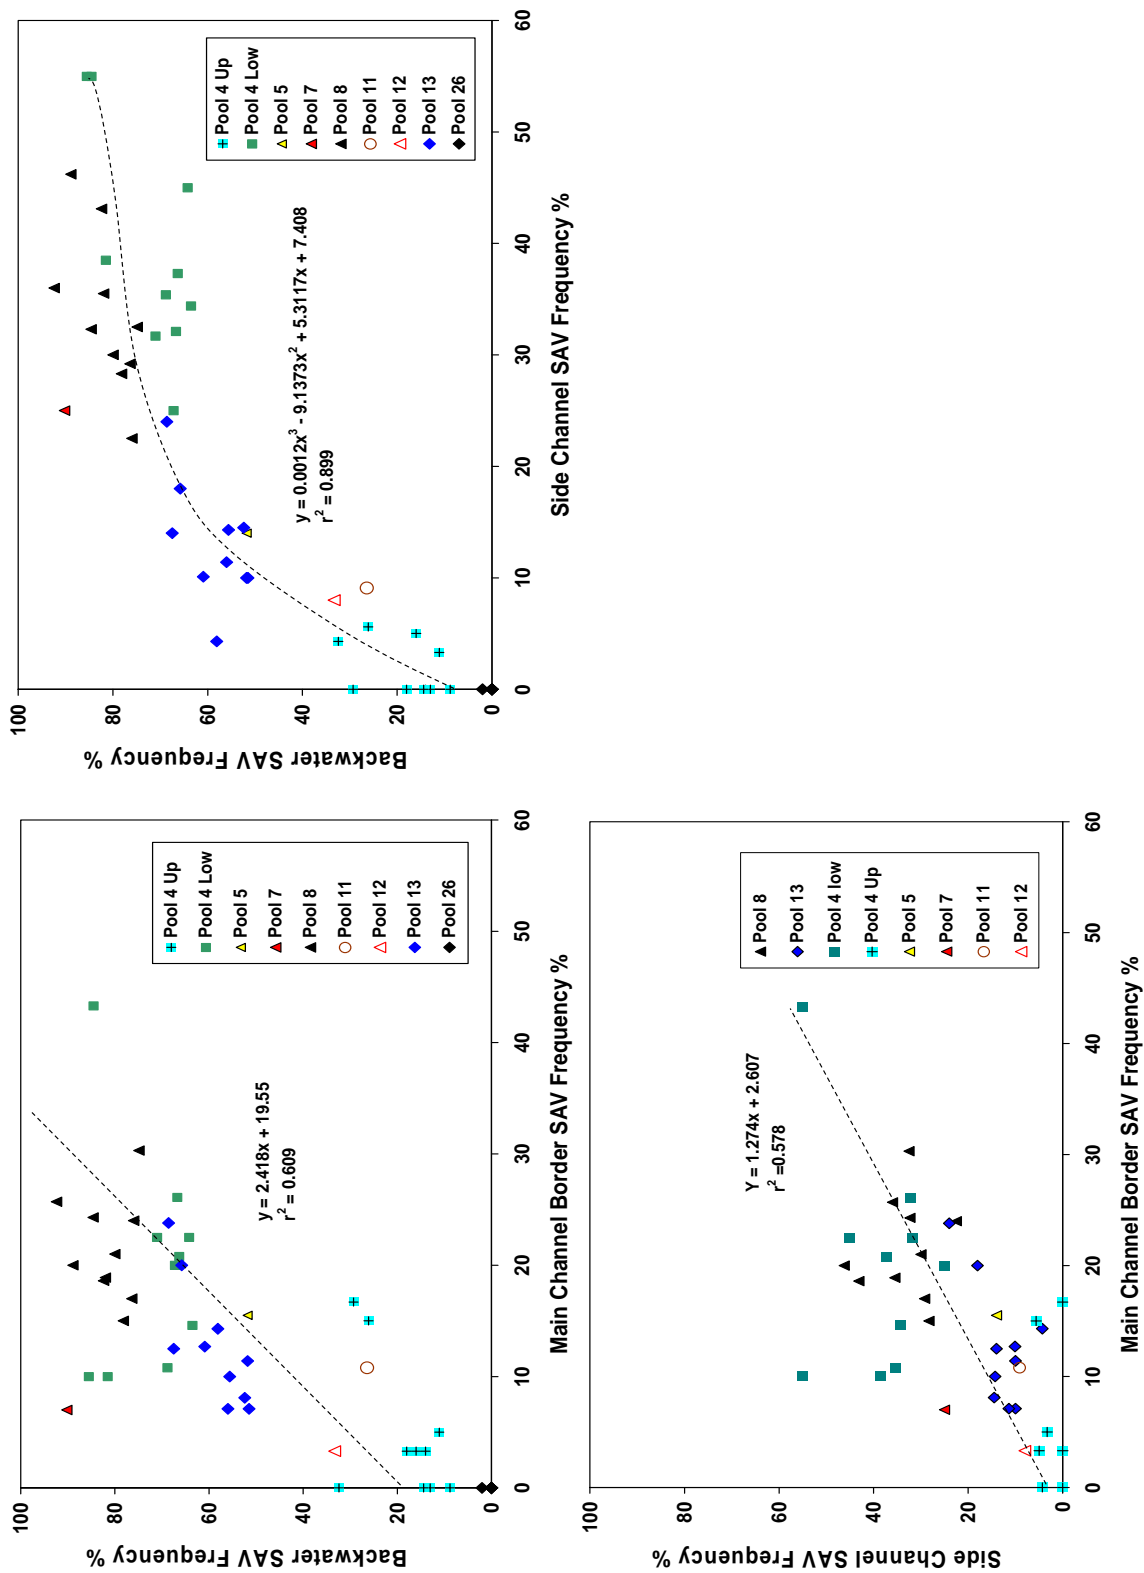 Backwater SAV Frequency %
100
80
60
40
20
0
Pool 4 Up
Pool 4 Low
Pool 5
Pool 7
Pool 8
Pool 11
Pool 12
Pool 13
Pool 26
y = 2.418x + 19.55
r² = 0.609
0
10
20
30
40
50
60
Main Channel Border SAV Frequency %
Backwater SAV Frequency %
100
80
60
40
20
0
Pool 4 Up
Pool 4 Low
Pool 5
Pool 7
Pool 8
Pool 11
Pool 12
Pool 13
Pool 26
y = 0.0012x³ - 9.1373x² + 5.3117x + 7.408
r² = 0.899
0
10
20
30
40
50
60
Side Channel SAV Frequency %
Side Channel SAV Frequency %
100
80
60
40
20
0
Pool 8
Pool 13
Pool 4 low
Pool 4 Up
Pool 5
Pool 7
Pool 11
Pool 12
Y = 1.274x + 2.607
r² =0.578
0
10
20
30
40
50
60
Main Channel Border SAV Frequency %